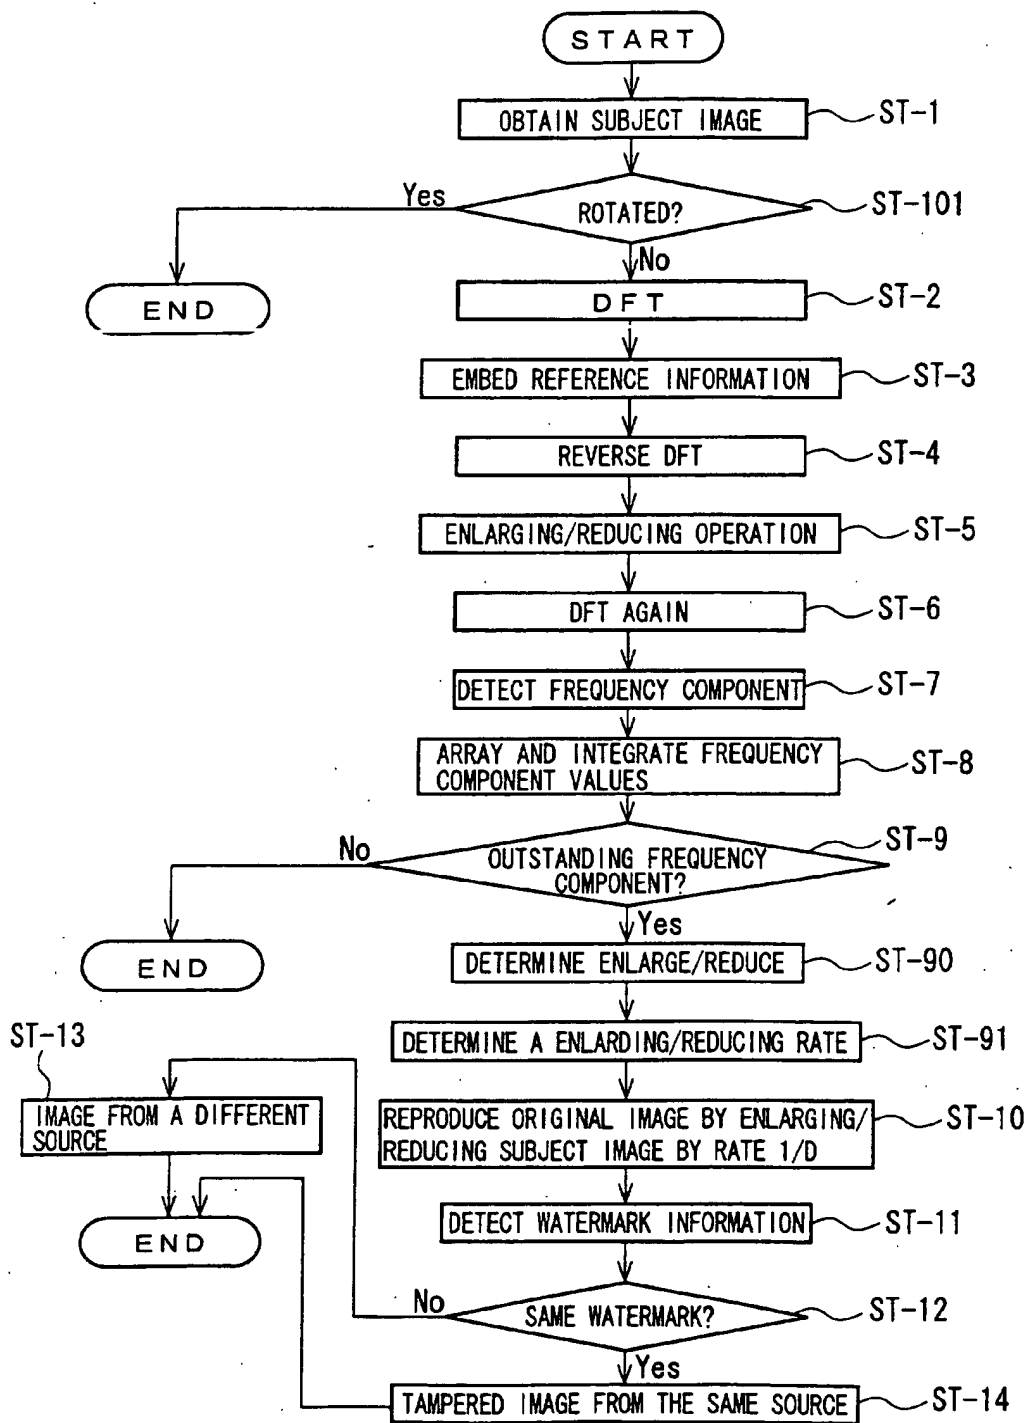 START
OBTAIN SUBJECT IMAGE
ST-1
Yes
ROTATED?
ST-101
No
END
DFT
ST-2
EMBED REFERENCE INFORMATION
ST-3
REVERSE DFT
ST-4
ENLARGING/REDUCING OPERATION
ST-5
DFT AGAIN
ST-6
DETECT FREQUENCY COMPONENT
ST-7
ARRAY AND INTEGRATE FREQUENCY
COMPONENT VALUES
ST-8
No
OUTSTANDING FREQUENCY
COMPONENT?
ST-9
Yes
END
DETERMINE ENLARGE/REDUCE
ST-90
DETERMINE A ENLARDING/REDUCING RATE
ST-91
ST-13
IMAGE FROM A DIFFERENT
SOURCE
REPRODUCE ORIGINAL IMAGE BY ENLARGING/
REDUCING SUBJECT IMAGE BY RATE 1/D
ST-10
DETECT WATERMARK INFORMATION
ST-11
END
No
SAME WATERMARK?
ST-12
Yes
TAMPERED IMAGE FROM THE SAME SOURCE
ST-14